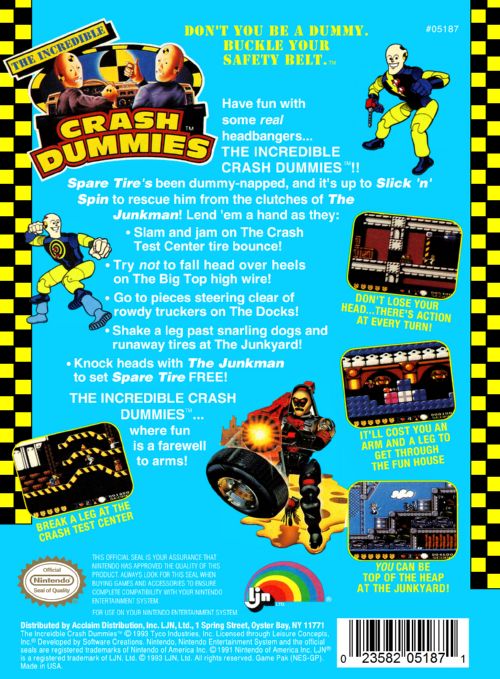 THE INCREDIBLE
CRASH
DUMMIES™
DON'T YOU BE A DUMMY.
BUCKLE YOUR
SAFETY BELT.™
#05187
Have fun with
some real
headbangers...
THE INCREDIBLE
CRASH DUMMIES™!!
Spare Tire's been dummy-napped, and it's up to Slick 'n'
Spin to rescue him from the clutches of The
Junkman! Lend 'em a hand as they:
• Slam and jam on The Crash
Test Center tire bounce!
• Try not to fall head over heels
on The Big Top high wire!
• Go to pieces steering clear of
rowdy truckers on The Docks!
• Shake a leg past snarling dogs and
runaway tires at The Junkyard!
• Knock heads with The Junkman
to set Spare Tire FREE!
THE INCREDIBLE CRASH
DUMMIES™...
where fun
is a farewell
to arms!
DON'T LOSE YOUR
HEAD...THERE'S ACTION
AT EVERY TURN!
IT'LL COST YOU AN
ARM AND A LEG TO
GET THROUGH
THE FUN HOUSE
BREAK A LEG AT THE
CRASH TEST CENTER
YOU CAN BE
TOP OF THE HEAP
AT THE JUNKYARD!
Official
Nintendo
Seal of Quality
THIS OFFICIAL SEAL IS YOUR ASSURANCE THAT
NINTENDO HAS APPROVED THE QUALITY OF THIS
PRODUCT. ALWAYS LOOK FOR THIS SEAL WHEN
BUYING GAMES AND ACCESSORIES TO ENSURE
COMPLETE COMPATIBILITY WITH YOUR NINTENDO
ENTERTAINMENT SYSTEM.
FOR USE ON YOUR NINTENDO ENTERTAINMENT SYSTEM.
ljn
LTD.
Distributed by Acclaim Distribution, Inc. LJN, Ltd., 1 Spring Street, Oyster Bay, NY 11771
The Incredible Crash Dummies™ © 1993 Tyco Industries, Inc. Licensed through Leisure Concepts,
Inc.® Developed by Software Creations. Nintendo, Nintendo Entertainment System and the official
seals are registered trademarks of Nintendo of America Inc. © 1991 Nintendo of America Inc. LJN®
is a registered trademark of LJN, Ltd. © 1993 LJN, Ltd. All rights reserved. Game Pak (NES-GP).
Made in USA.
0 23582 05187 1